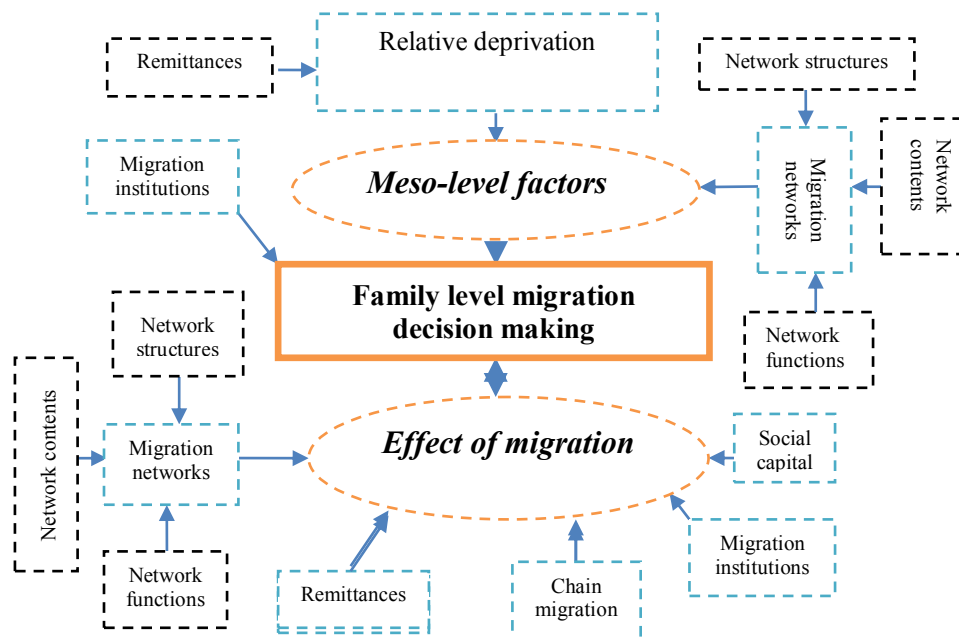 Relative deprivation
Remittances
Network structures
Migration
institutions
Meso-level factors
Migration
networks
Network
contents
Family level migration
decision making
Network
structures
Network
functions
Network contents
Migration
networks
Effect of migration
Social
capital
Network
functions
Remittances
Chain
migration
Migration
institutions